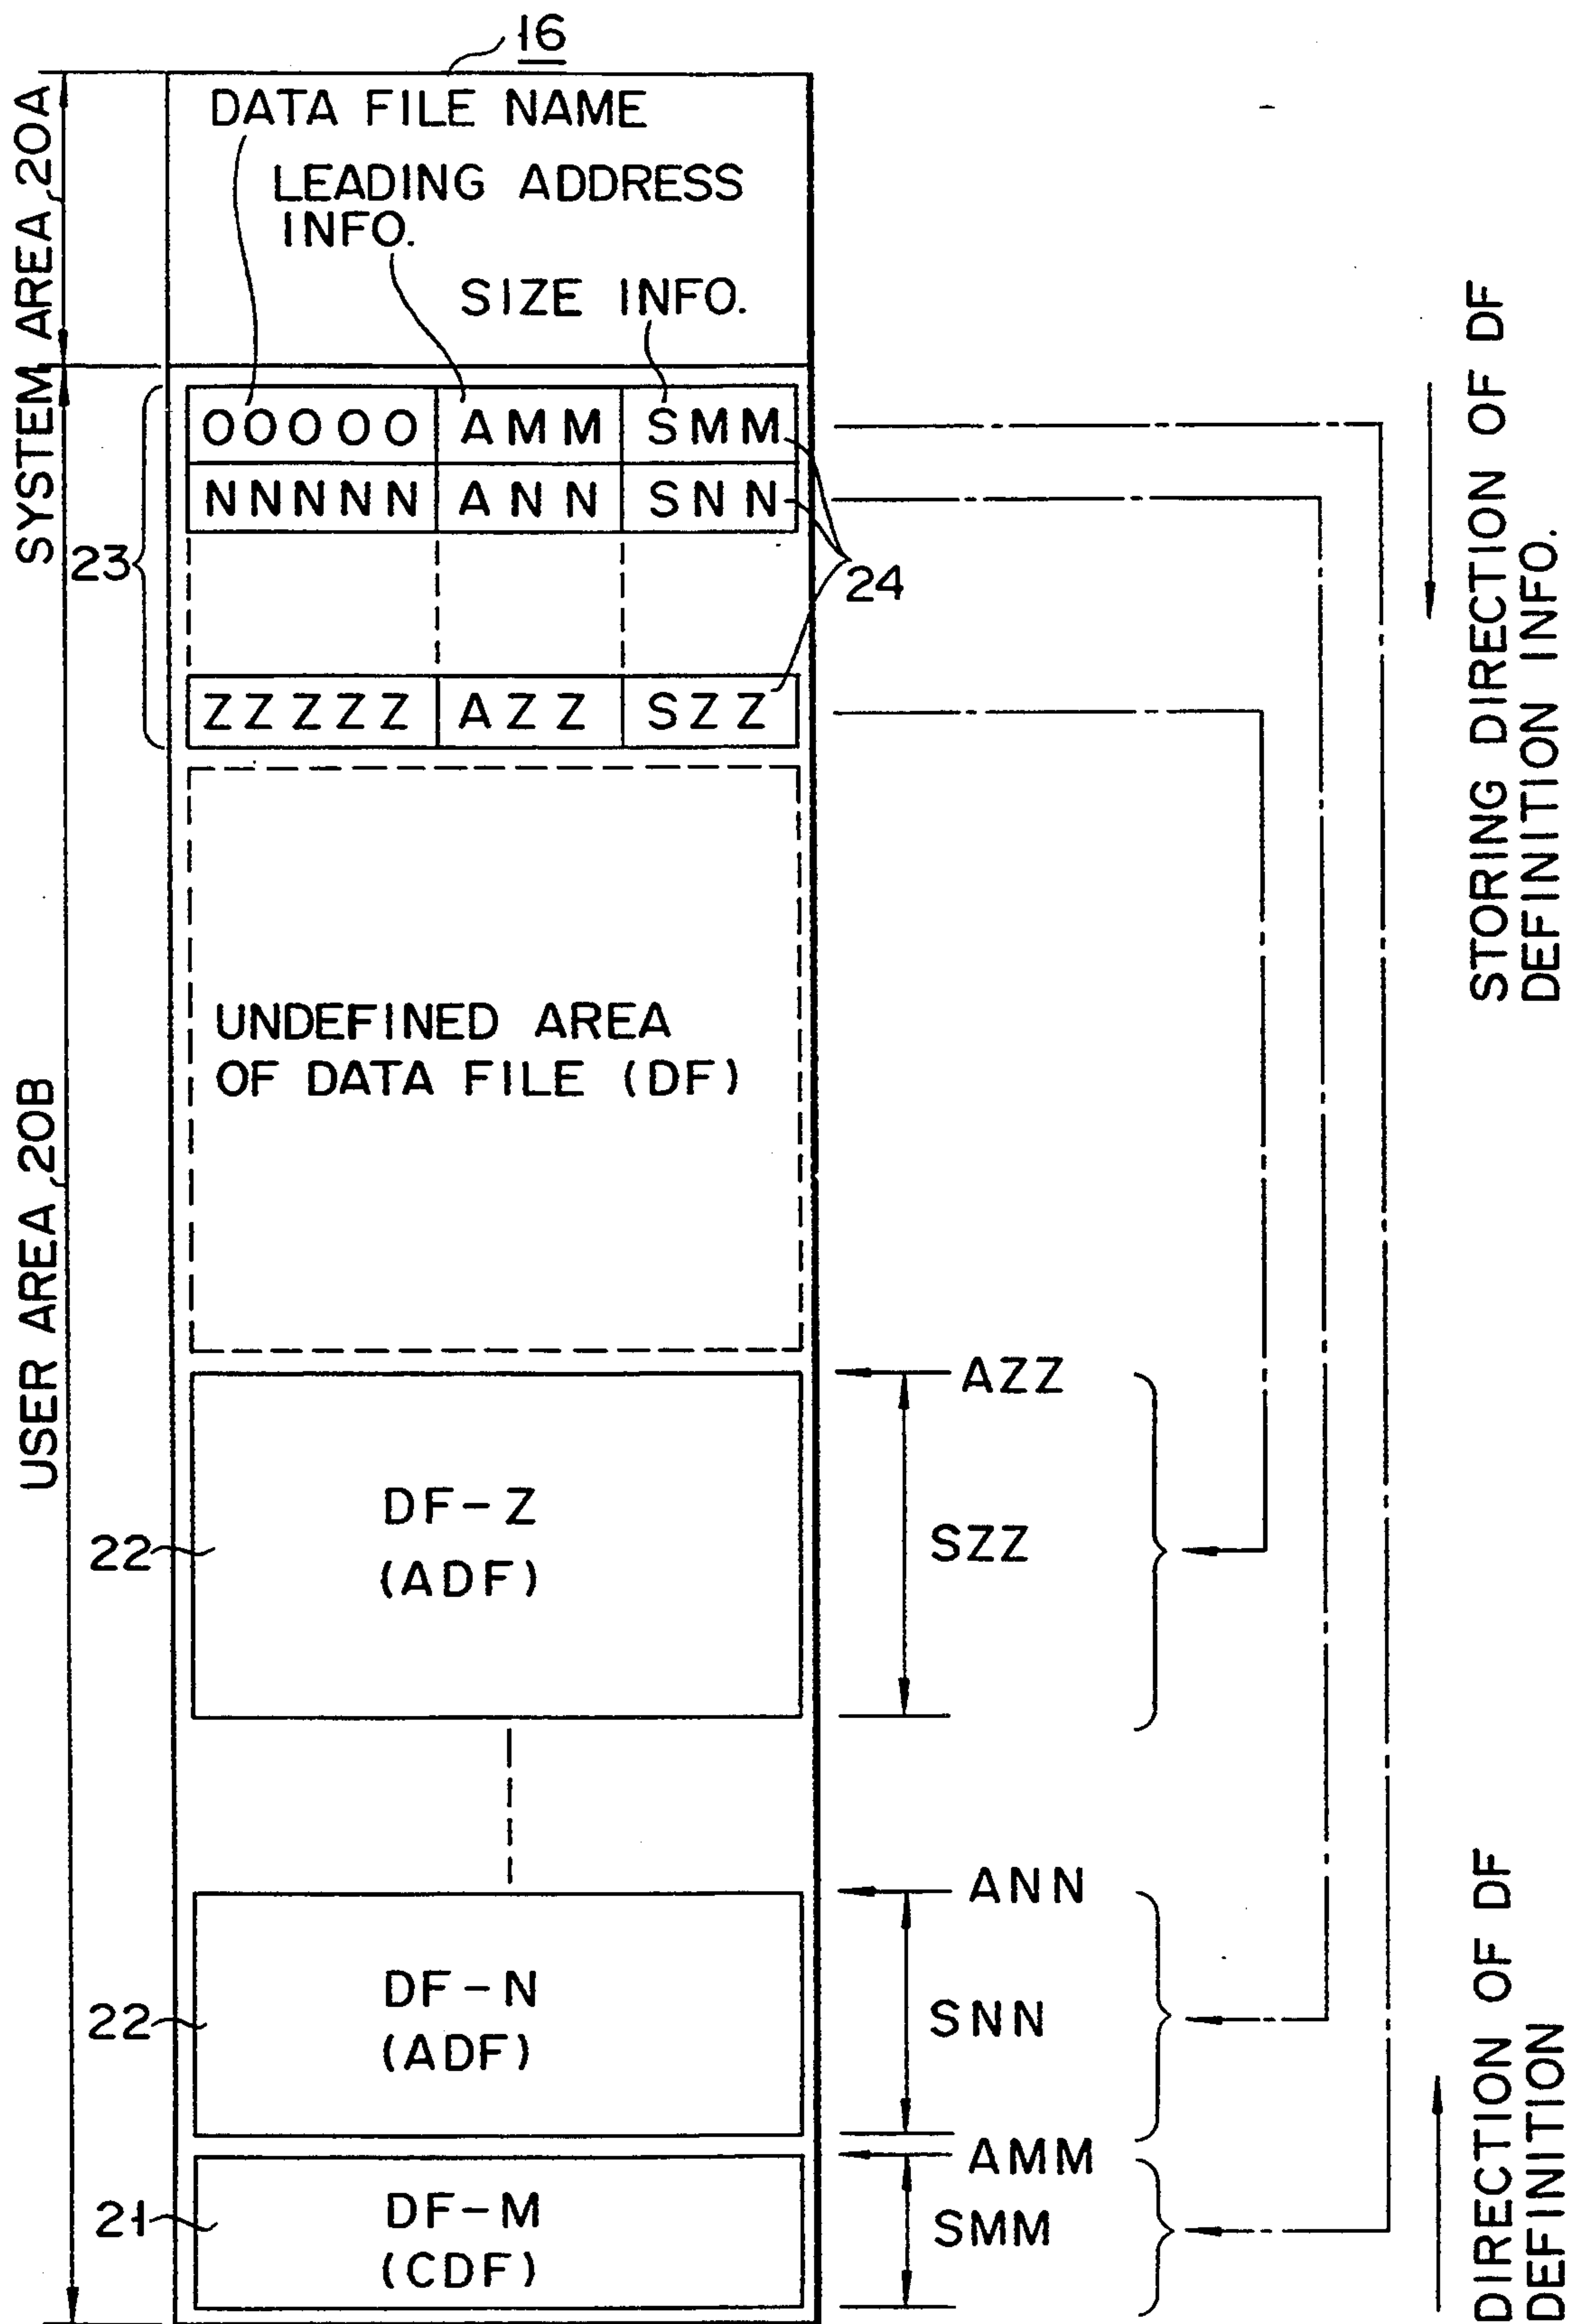 16
SYSTEM AREA, 20A
DATA FILE NAME
LEADING ADDRESS
INFO.
SIZE INFO.
OOOOO AMM SMM
NNNNN ANN SNN
23
24
ZZZZZ AZZ SZZ
STORING DIRECTION OF DF
DEFINITION INFO.
UNDEFINED AREA
OF DATA FILE (DF)
USER AREA, 20B
AZZ
DF-Z
(ADF)
22
SZZ
ANN
DF-N
(ADF)
22
SNN
AMM
DF-M
(CDF)
21
SMM
DIRECTION OF DF
DEFINITION